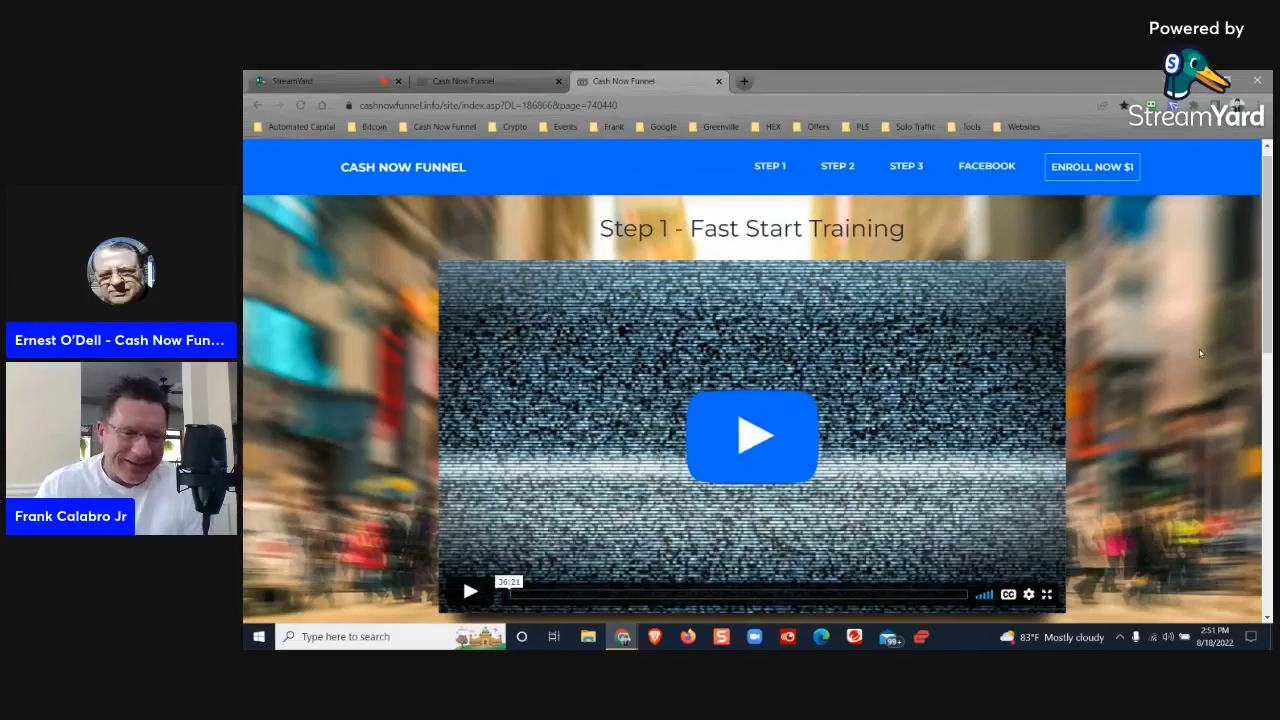 Powered by
StreamYard
StreamYard
Cash Now Funnel
Cash Now Funnel
cashnowfunnel.info/site/index.asp?DL=186866&page=740440
Automated Capital
Bitcoin
Cash Now Funnel
Crypto
Events
Frank
Google
Greenville
HEX
Offers
PLS
Solo Traffic
Tools
Websites
CASH NOW FUNNEL
STEP 1
STEP 2
STEP 3
FACEBOOK
ENROLL NOW $1
Step 1 - Fast Start Training
Ernest O'Dell - Cash Now Fun...
Frank Calabro Jr
36:21
CC
Type here to search
99+
83°F Mostly cloudy
2:51 PM
8/18/2022